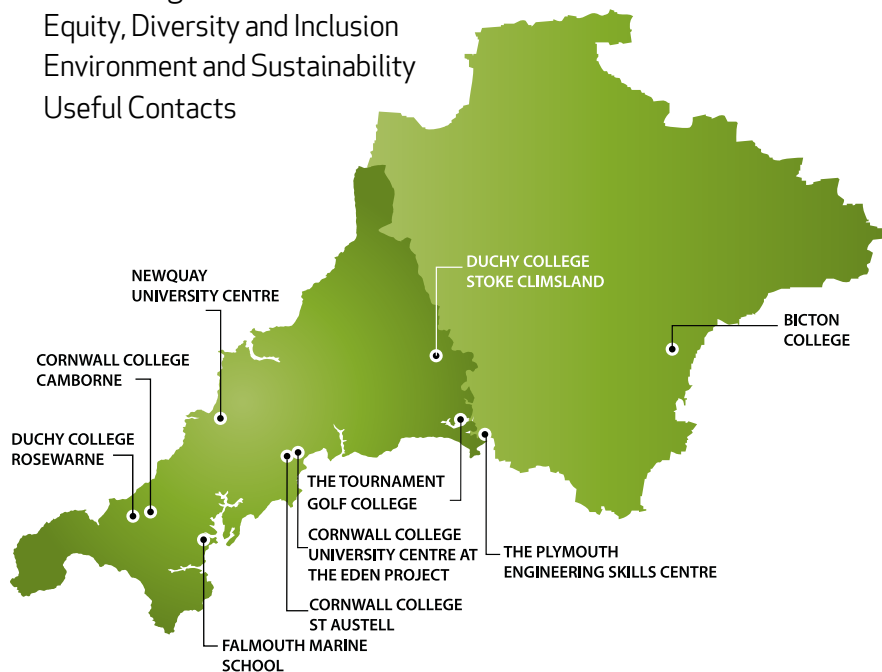 Equity, Diversity and Inclusion
Environment and Sustainability
Useful Contacts
DUCHY COLLEGE
STOKE CLIMSLAND
NEWQUAY
UNIVERSITY CENTRE
BICTON
COLLEGE
CORNWALL COLLEGE
CAMBORNE
DUCHY COLLEGE
ROSEWARNE
THE TOURNAMENT
GOLF COLLEGE
CORNWALL COLLEGE
UNIVERSITY CENTRE AT
THE EDEN PROJECT
THE PLYMOUTH
ENGINEERING SKILLS CENTRE
CORNWALL COLLEGE
ST AUSTELL
FALMOUTH MARINE
SCHOOL